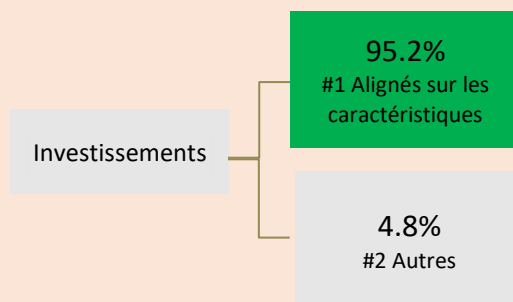 95.2%
#1 Alignés sur les
caractéristiques
Investissements
4.8%
#2 Autres